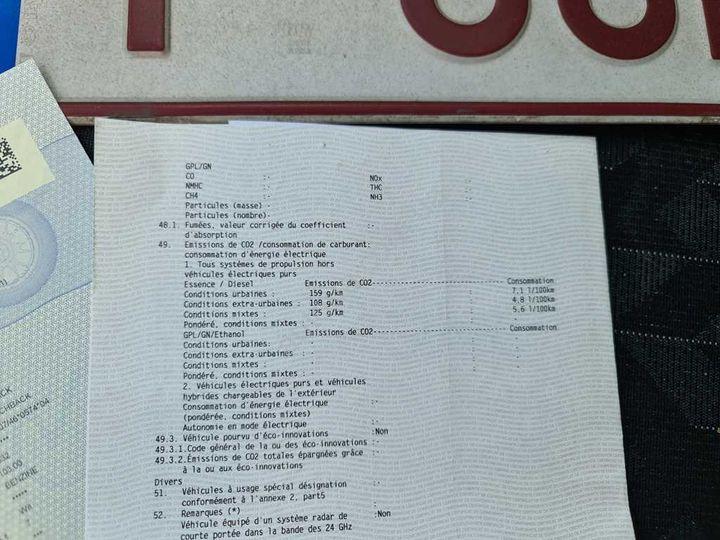 GPL/GN
CO :- NOx
NMHC :- THC
CH4 :- NH3
Particules (masse) -
Particules (nombre)-
48.1. Fumées, valeur corrigée du coefficient :-
d'absorption
49. Emissions de CO2 /consommation de carburant:
consommation d'énergie électrique
1. Tous systèmes de propulsion hors
véhicules électriques purs
Essence / Diesel Emissions de CO2------------------------ Consommation
Conditions urbaines : 159 g/km : 7,1 l/100km
Conditions extra-urbaines : 108 g/km : 4,8 l/100km
Conditions mixtes : 125 g/km : 5,6 l/100km
Pondéré, conditions mixtes : -
GPL/GN/Ethanol Emissions de CO2------------------------ Consommation
Conditions urbaines:
Conditions extra-urbaines : -
Conditions mixtes : -
Pondéré, conditions mixtes : -
2. Véhicules électriques purs et véhicules
hybrides chargeables de l'extérieur
Consommation d'énergie électrique :-
(pondérée, conditions mixtes)
Autonomie en mode électrique :-
49.3. Véhicule pourvu d'éco-innovations :Non
49.3.1.Code général de la ou des éco-innovations :-
49.3.2.Émissions de CO2 totales épargnées grâce :-
à la ou aux éco-innovations
Divers
51. Véhicules à usage spécial désignation :-
conformément à l'annexe 2, part5
52. Remarques (*) :Non
Véhicule équipé d'un système radar de
courte portée dans la bande des 24 GHz
CHBACK
03.00
BENZINE